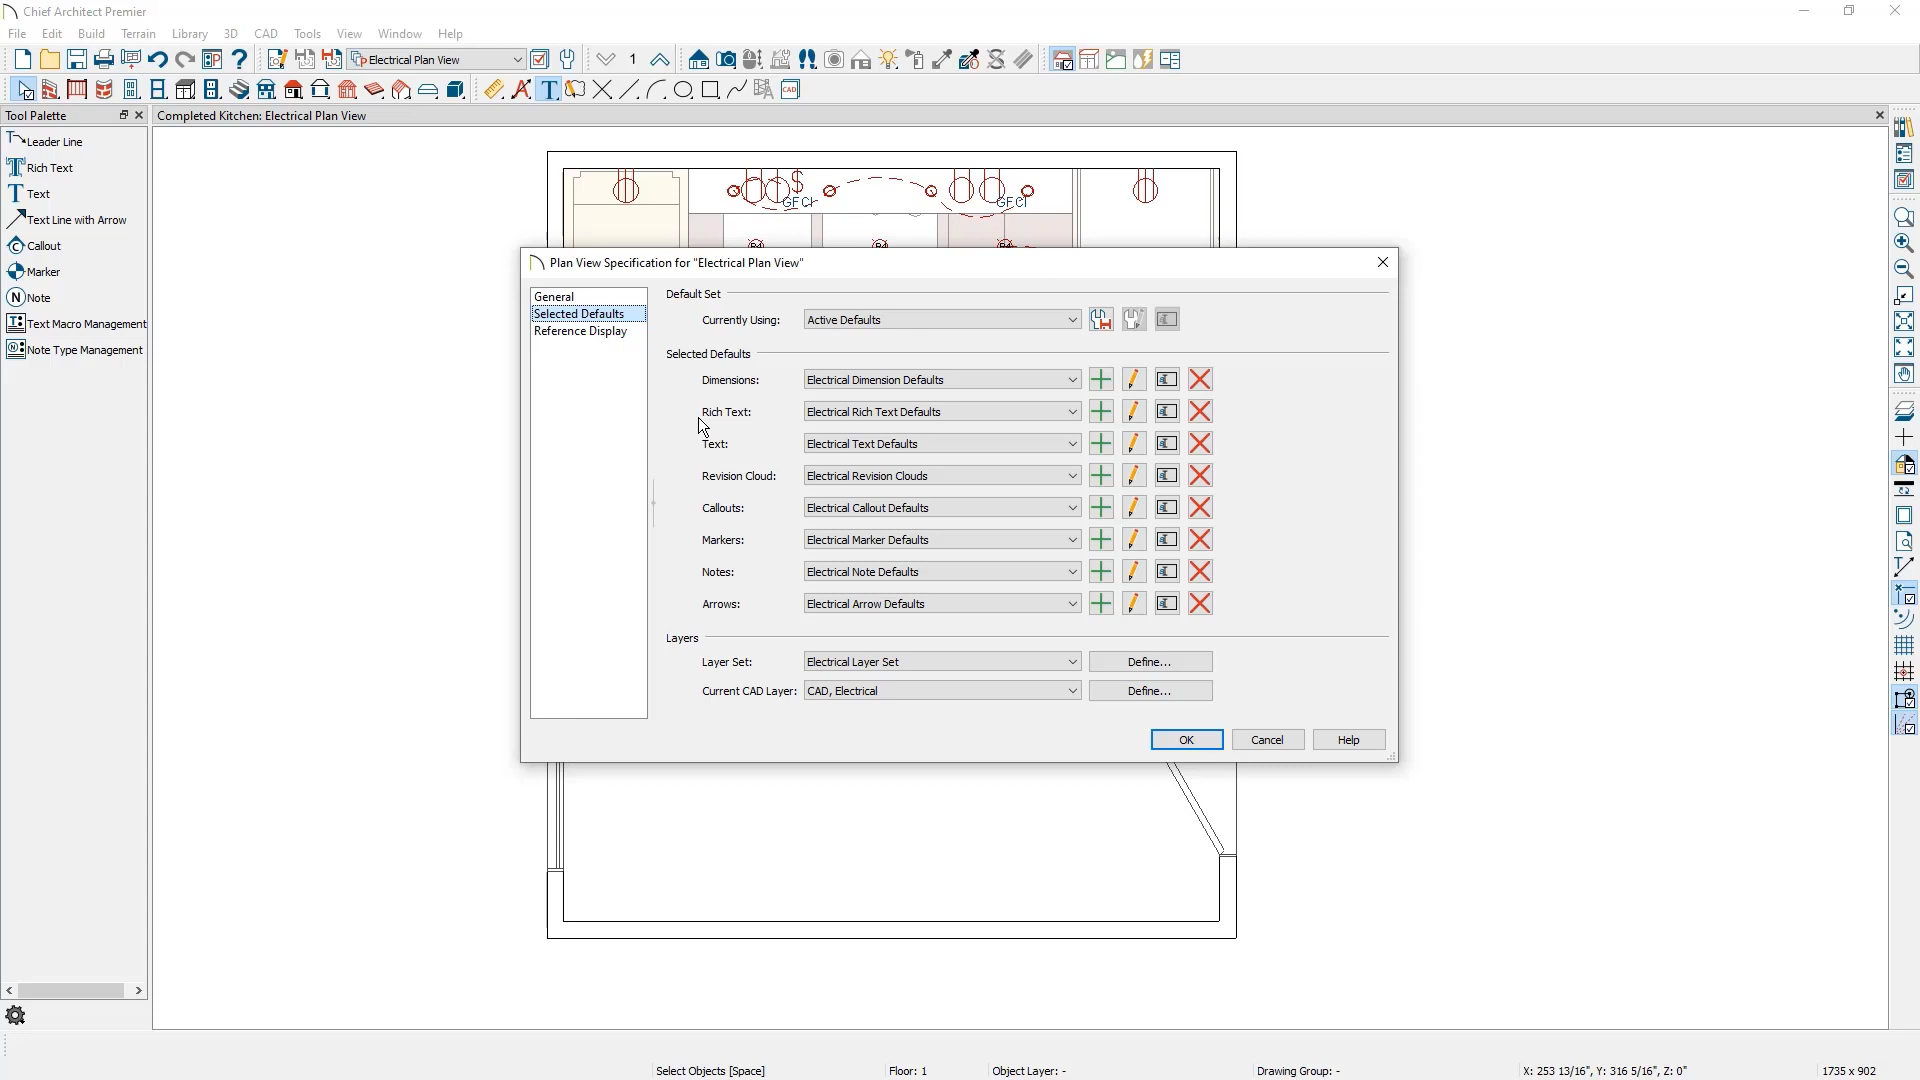 Chief Architect Premier
File Edit Build Terrain Library 3D CAD Tools View Window Help
Electrical Plan View 1
CAD
Tool Palette
Completed Kitchen: Electrical Plan View
Leader Line
Rich Text
Text
Text Line with Arrow
Callout
Marker
Note
Text Macro Management
Note Type Management
GFCI GFCI
Plan View Specification for "Electrical Plan View"
General
Selected Defaults
Reference Display
Default Set
Currently Using: Active Defaults
Selected Defaults
Dimensions: Electrical Dimension Defaults
Rich Text: Electrical Rich Text Defaults
Text: Electrical Text Defaults
Revision Cloud: Electrical Revision Clouds
Callouts: Electrical Callout Defaults
Markers: Electrical Marker Defaults
Notes: Electrical Note Defaults
Arrows: Electrical Arrow Defaults
Layers
Layer Set: Electrical Layer Set Define...
Current CAD Layer: CAD, Electrical Define...
OK Cancel Help
Select Objects [Space] Floor: 1 Object Layer: - Drawing Group: - X: 253 13/16", Y: 316 5/16", Z: 0" 1735 x 902